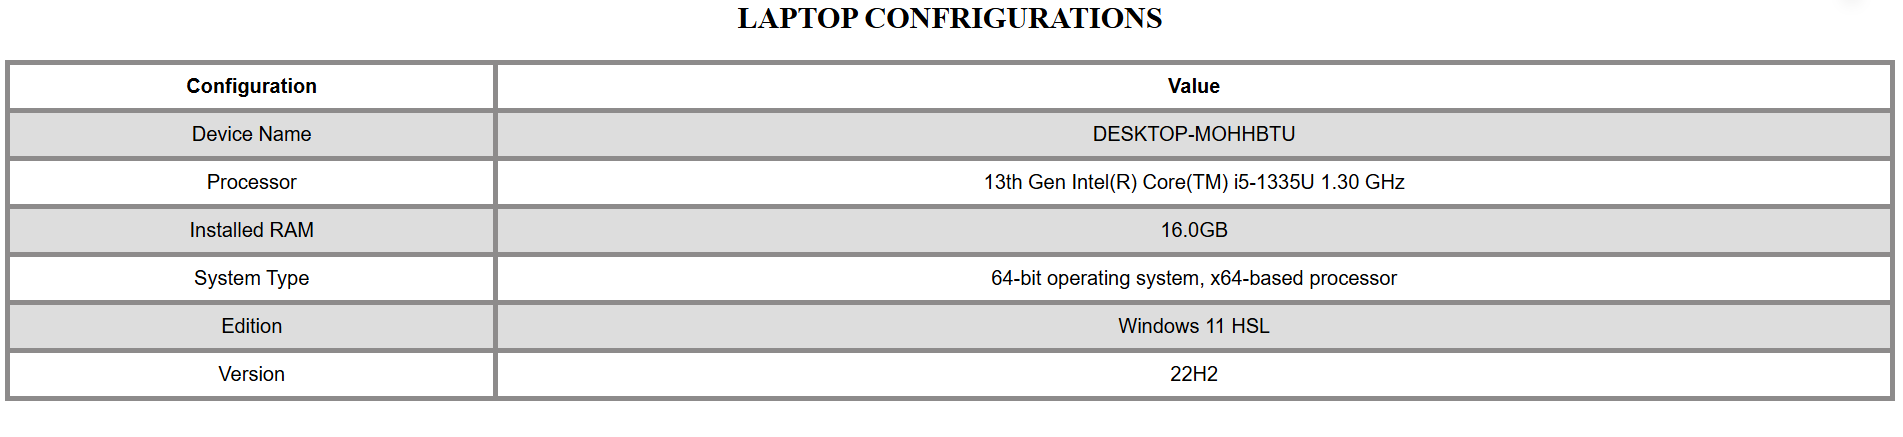 LAPTOP CONFRIGURATIONS
Configuration Value
Device Name DESKTOP-MOHHBTU
Processor 13th Gen Intel(R) Core(TM) i5-1335U 1.30 GHz
Installed RAM 16.0GB
System Type 64-bit operating system, x64-based processor
Edition Windows 11 HSL
Version 22H2